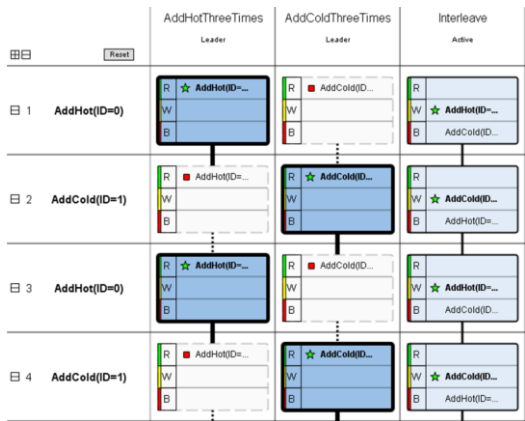 AddHotThreeTimes AddColdThreeTimes Interleave
Leader Leader Active
Reset
R AddHot(ID=... R AddCold(ID... R
1 AddHot(ID=0) W W W AddHot(ID=...
B B B AddCold(ID...
R AddHot(ID=... R AddCold(ID... R
2 AddCold(ID=1) W W W AddCold(ID...
B B B AddHot(ID=...
R AddHot(ID=... R AddCold(ID... R
3 AddHot(ID=0) W W W AddHot(ID=...
B B B AddCold(ID...
R AddHot(ID=... R AddCold(ID... R
4 AddCold(ID=1) W W W AddCold(ID...
B B B AddHot(ID=...